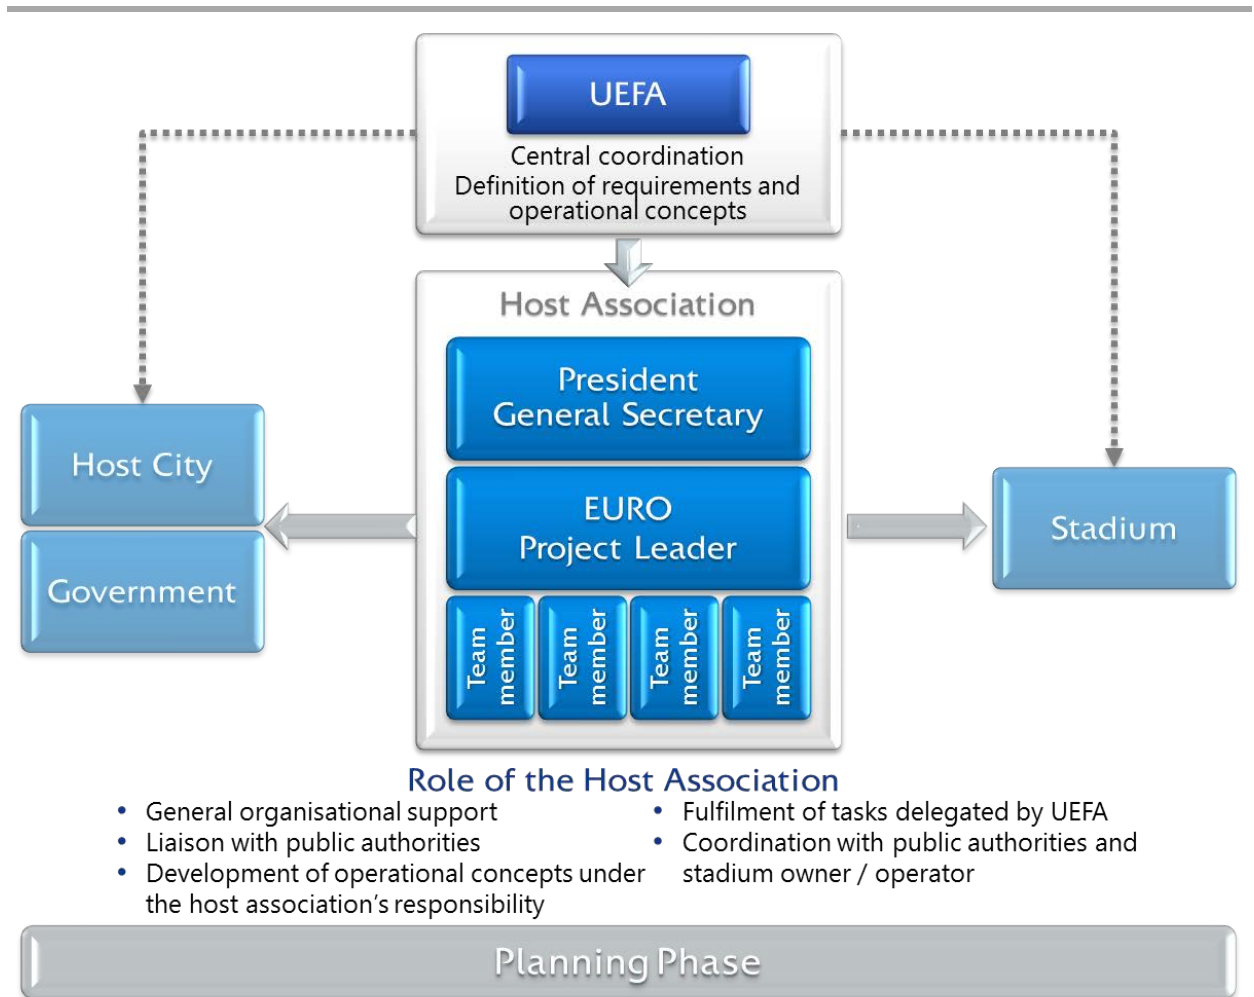 UEFA
Central coordination
Definition of requirements and
operational concepts
Host Association
President
General Secretary
EURO
Project Leader
Team
member
Team
member
Team
member
Team
member
Host City
Government
Stadium
Role of the Host Association
• General organisational support
• Liaison with public authorities
• Development of operational concepts under
the host association’s responsibility
• Fulfilment of tasks delegated by UEFA
• Coordination with public authorities and
stadium owner / operator
Planning Phase